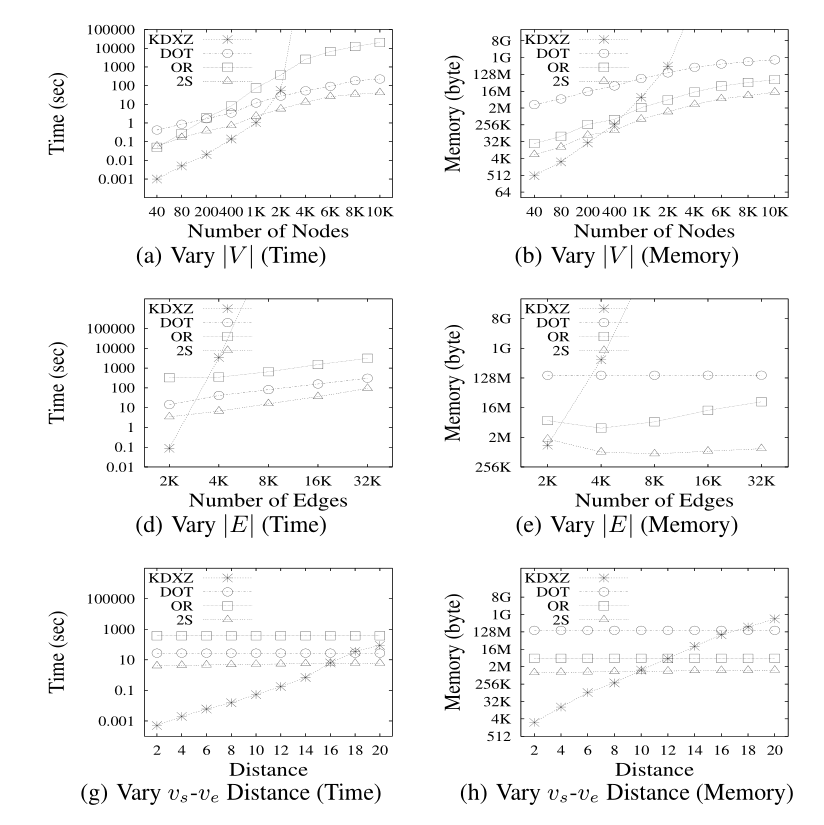 100000
10000
1000
100
10
1
0.1
0.01
0.001
Time (sec)
KDXZ
DOT
OR
2S
40 80 200 400 1K 2K 4K 6K 8K 10K
Number of Nodes
(a) Vary |V| (Time)
8G
1G
128M
16M
2M
256K
32K
4K
512
64
Memory (byte)
KDXZ
DOT
OR
2S
40 80 200 400 1K 2K 4K 6K 8K 10K
Number of Nodes
(b) Vary |V| (Memory)
100000
10000
1000
100
10
1
0.1
0.01
Time (sec)
KDXZ
DOT
OR
2S
2K 4K 8K 16K 32K
Number of Edges
(d) Vary |E| (Time)
8G
1G
128M
16M
2M
256K
Memory (byte)
KDXZ
DOT
OR
2S
2K 4K 8K 16K 32K
Number of Edges
(e) Vary |E| (Memory)
100000
1000
10
0.1
0.001
Time (sec)
KDXZ
DOT
OR
2S
2 4 6 8 10 12 14 16 18 20
Distance
(g) Vary vs-ve Distance (Time)
8G
1G
128M
16M
2M
256K
32K
4K
512
Memory (byte)
KDXZ
DOT
OR
2S
2 4 6 8 10 12 14 16 18 20
Distance
(h) Vary vs-ve Distance (Memory)